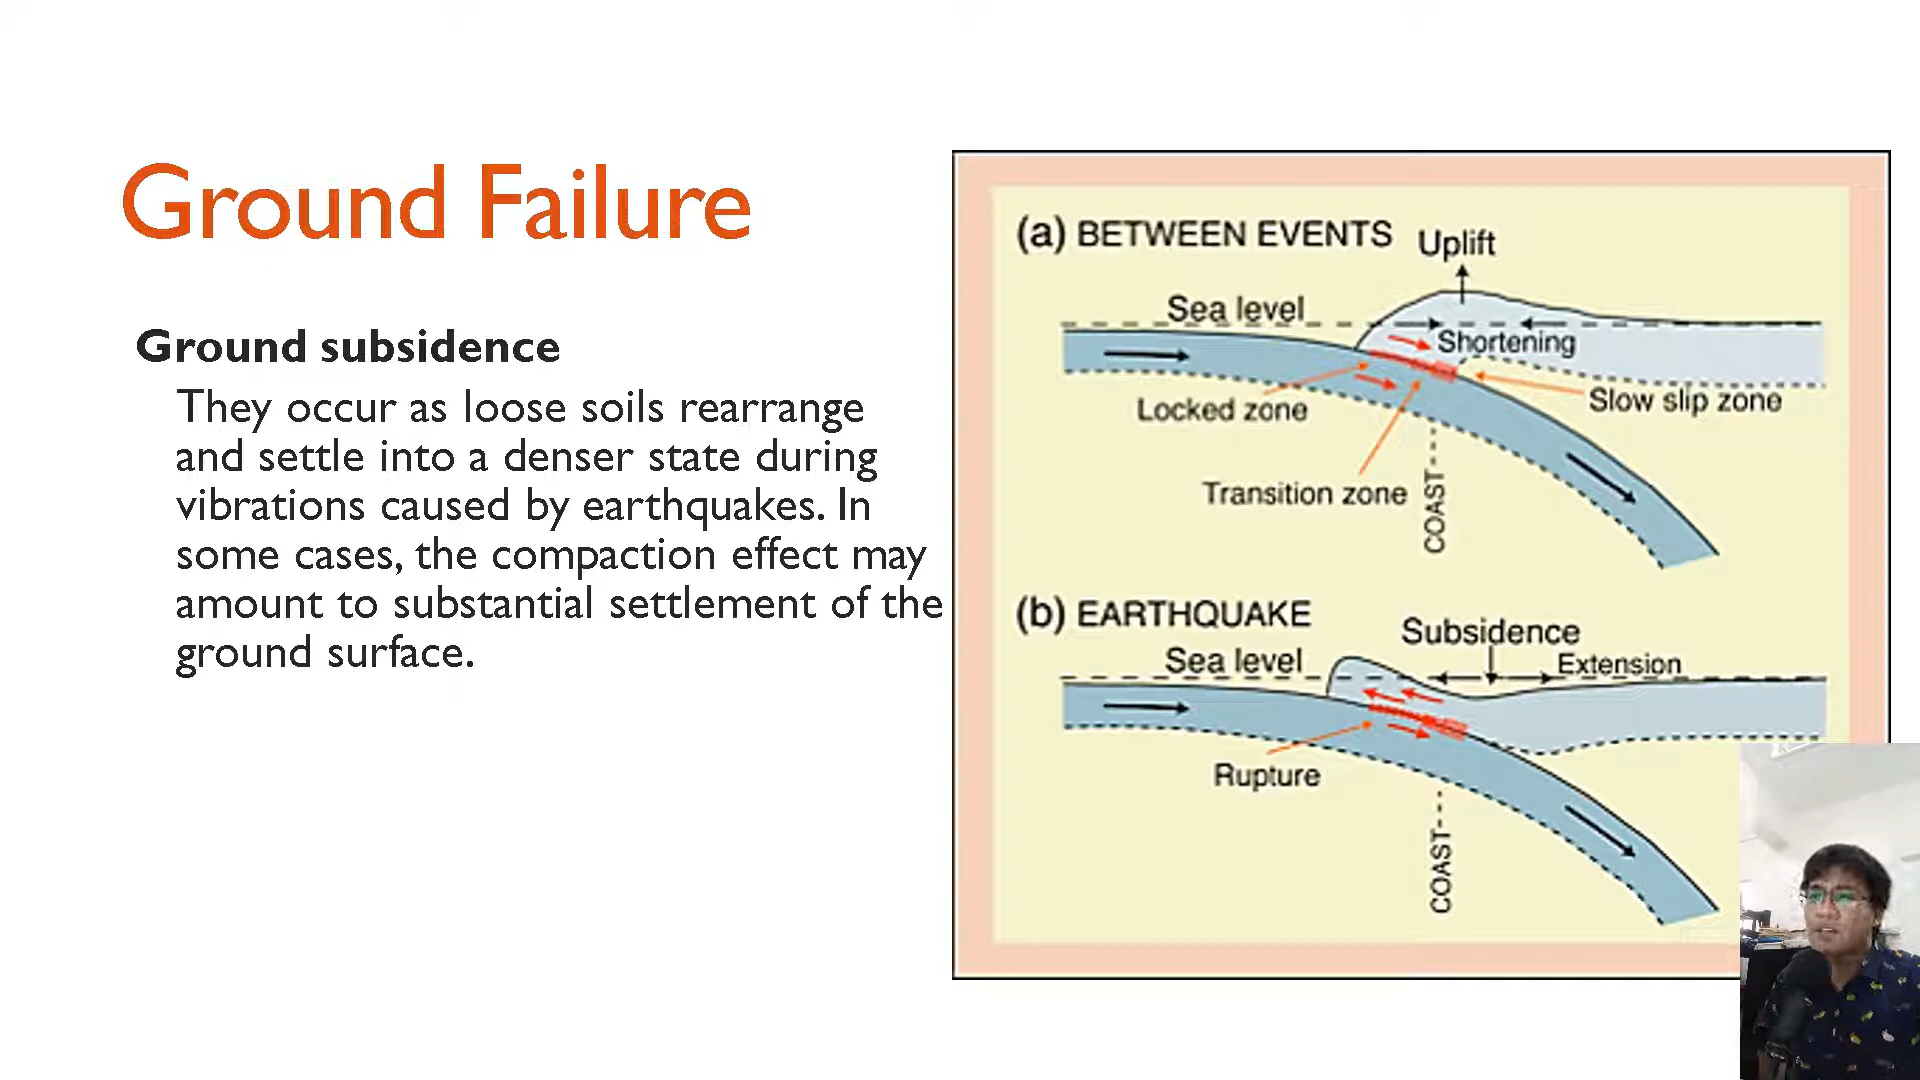 Ground Failure
Ground subsidence
They occur as loose soils rearrange
and settle into a denser state during
vibrations caused by earthquakes. In
some cases, the compaction effect may
amount to substantial settlement of the
ground surface.
(a) BETWEEN EVENTS
Uplift
Sea level
Shortening
Locked zone
Slow slip zone
Transition zone
COAST
(b) EARTHQUAKE
Subsidence
Sea level
Extension
Rupture
COAST